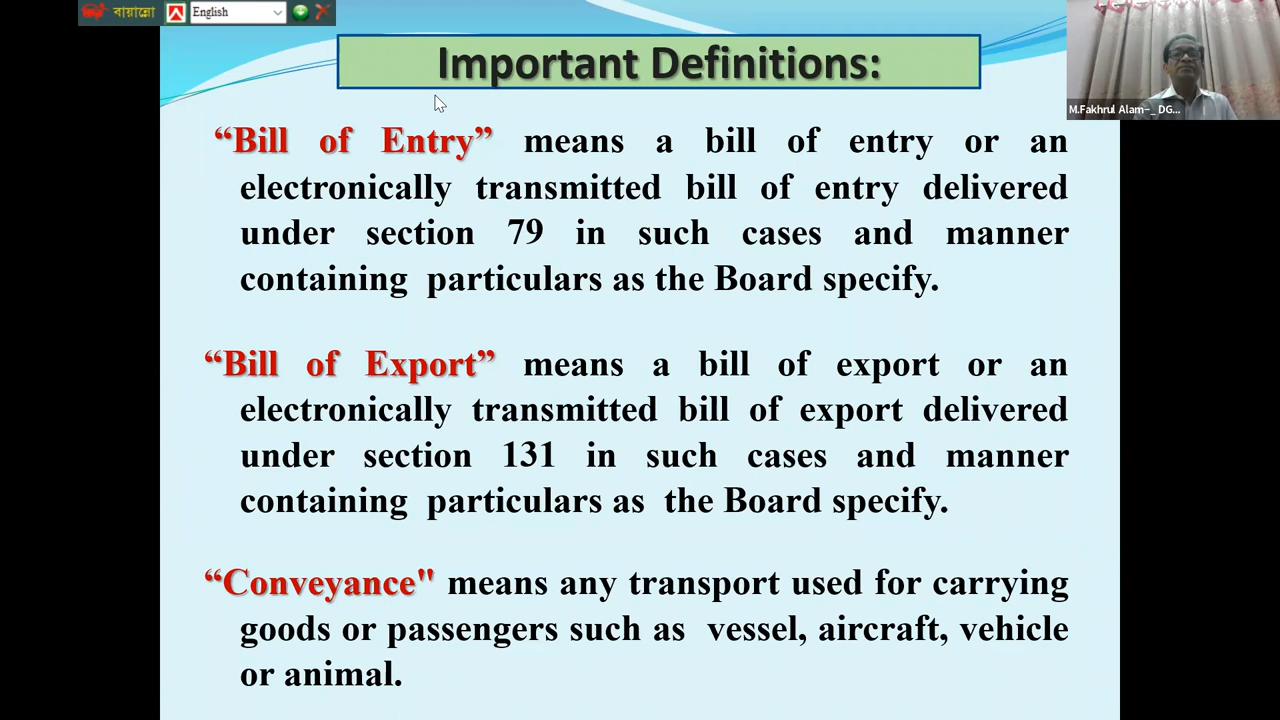 বায়ান্নো English
Important Definitions:
M.Fakhrul Alam–_ DG...
“Bill of Entry” means a bill of entry or an
electronically transmitted bill of entry delivered
under section 79 in such cases and manner
containing particulars as the Board specify.
“Bill of Export” means a bill of export or an
electronically transmitted bill of export delivered
under section 131 in such cases and manner
containing particulars as the Board specify.
“Conveyance" means any transport used for carrying
goods or passengers such as vessel, aircraft, vehicle
or animal.